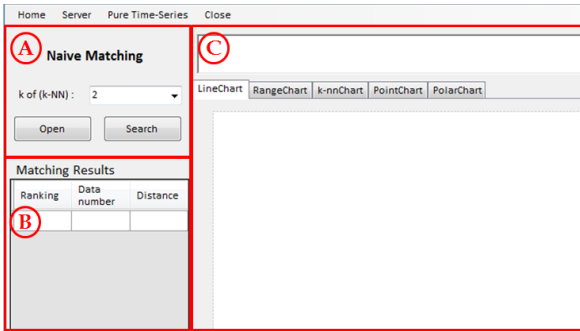 Home Server Pure Time-Series Close
A
Naive Matching
k of (k-NN) : 2
Open Search
Matching Results
Ranking Data number Distance
B
C
LineChart RangeChart k-nnChart PointChart PolarChart